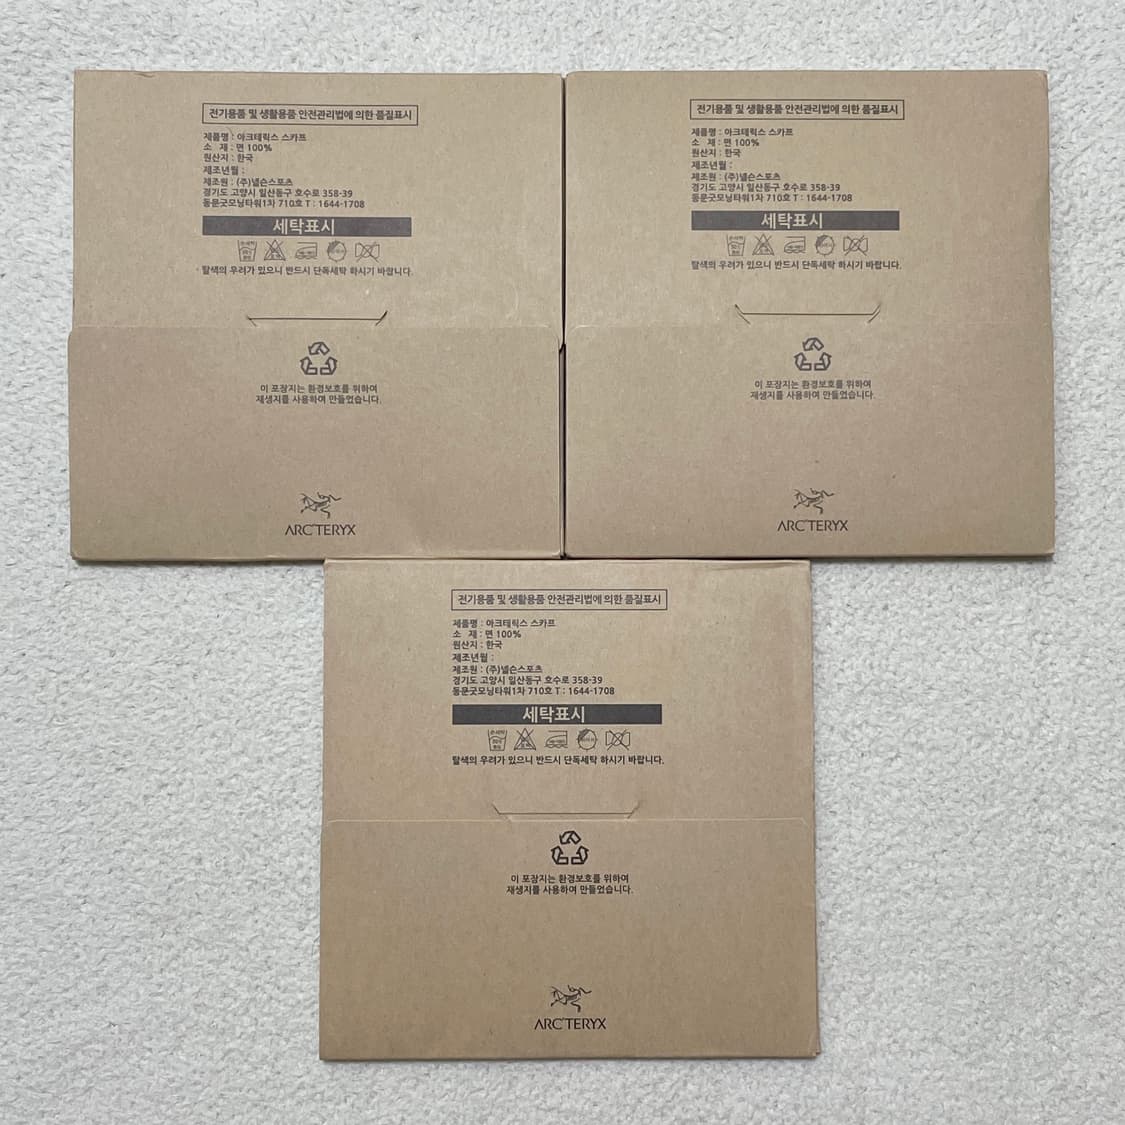 전기용품 및 생활용품 안전관리법에 의한 품질표시
제품명 : 아크테릭스 스카프
소 재 : 면 100%
원산지 : 한국
제조년월 :
제조원 : (주)넬슨스포츠
경기도 고양시 일산동구 호수로 358-39
동문굿모닝타워1차 710호 T : 1644-1708
세탁표시
탈색의 우려가 있으니 반드시 단독세탁 하시기 바랍니다.
이 포장지는 환경보호를 위하여
재생지를 사용하여 만들었습니다.
ARC'TERYX
전기용품 및 생활용품 안전관리법에 의한 품질표시
제품명 : 아크테릭스 스카프
소 재 : 면 100%
원산지 : 한국
제조년월 :
제조원 : (주)넬슨스포츠
경기도 고양시 일산동구 호수로 358-39
동문굿모닝타워1차 710호 T : 1644-1708
세탁표시
탈색의 우려가 있으니 반드시 단독세탁 하시기 바랍니다.
이 포장지는 환경보호를 위하여
재생지를 사용하여 만들었습니다.
ARC'TERYX
전기용품 및 생활용품 안전관리법에 의한 품질표시
제품명 : 아크테릭스 스카프
소 재 : 면 100%
원산지 : 한국
제조년월 :
제조원 : (주)넬슨스포츠
경기도 고양시 일산동구 호수로 358-39
동문굿모닝타워1차 710호 T : 1644-1708
세탁표시
탈색의 우려가 있으니 반드시 단독세탁 하시기 바랍니다.
이 포장지는 환경보호를 위하여
재생지를 사용하여 만들었습니다.
ARC'TERYX